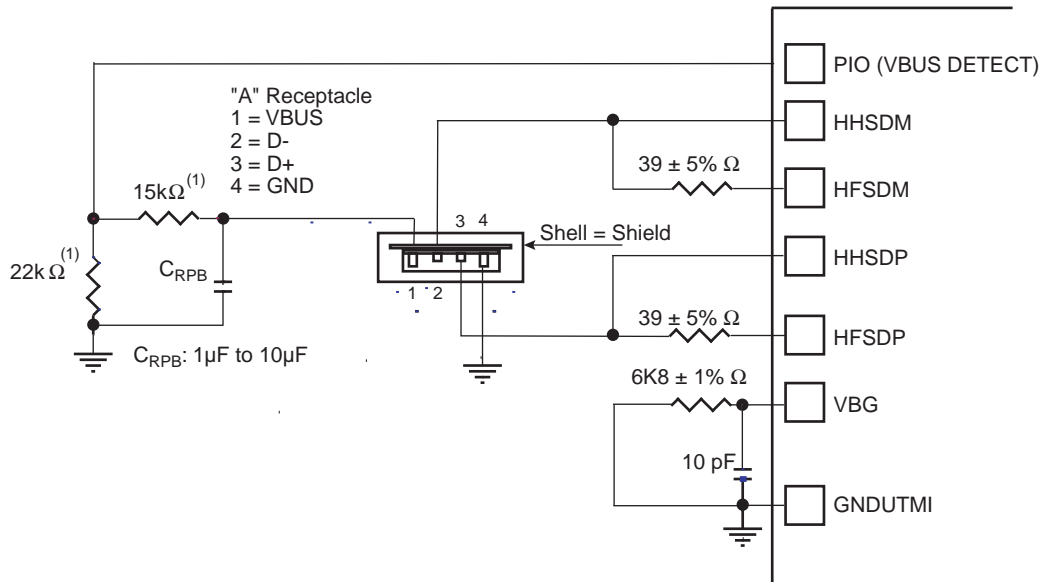 PIO (VBUS DETECT)
"A" Receptacle
1 = VBUS
2 = D-
3 = D+
4 = GND
HHSDM
39 ± 5% Ω
HFSDM
15kΩ (1)
3 4
Shell = Shield
HHSDP
22kΩ (1)
CRPB
1 2
39 ± 5% Ω
HFSDP
CRPB: 1µF to 10µF
6K8 ± 1% Ω
VBG
10 pF
GNDUTMI